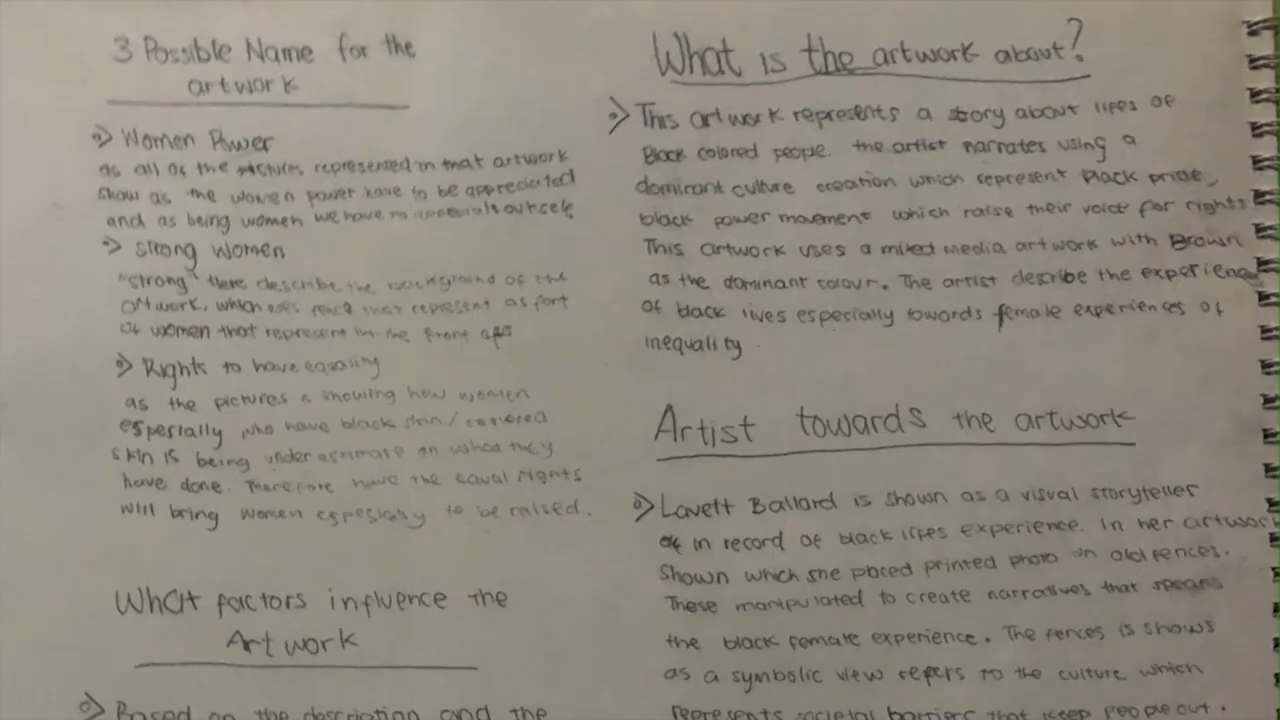 3 Possible Name for the
artwork
Women Power
as all of the pictures represented in that artwork
show as the women power have to be appreciated
and as being women we have to ourself
Strong Women
"strong" here describe the background of the
artwork, which that represent as part
of women that represent in the front
Rights to have equality
as the pictures is showing how women
espesially who have black skin/ colored
skin is being underestimate on what they
have done. Therefore have the equal rights
will bring women espesially to be raised.
What factors influence the
Artwork
Based on the description and the
What is the artwork about?
This artwork represents a story about lifes of
Black colored people. the artist narrates using a
dominant culture creation which represent black pride,
black power movement which raise their voice for rights
This artwork uses a mixed media artwork with Brown
as the dominant colour. The artist describe the experience
of black lives especially towards female experiences of
inequality.
Artist towards the artwork
Lavett Ballard is shown as a visual storyteller
in record of black lifes experience. In her artwor
shown which she placed printed photo on old fences.
These manipulated to create narratives that speaks
the black female experience. The fences is shows
as a symbolic view refers to the culture which
represents societal barriers that keep people out.